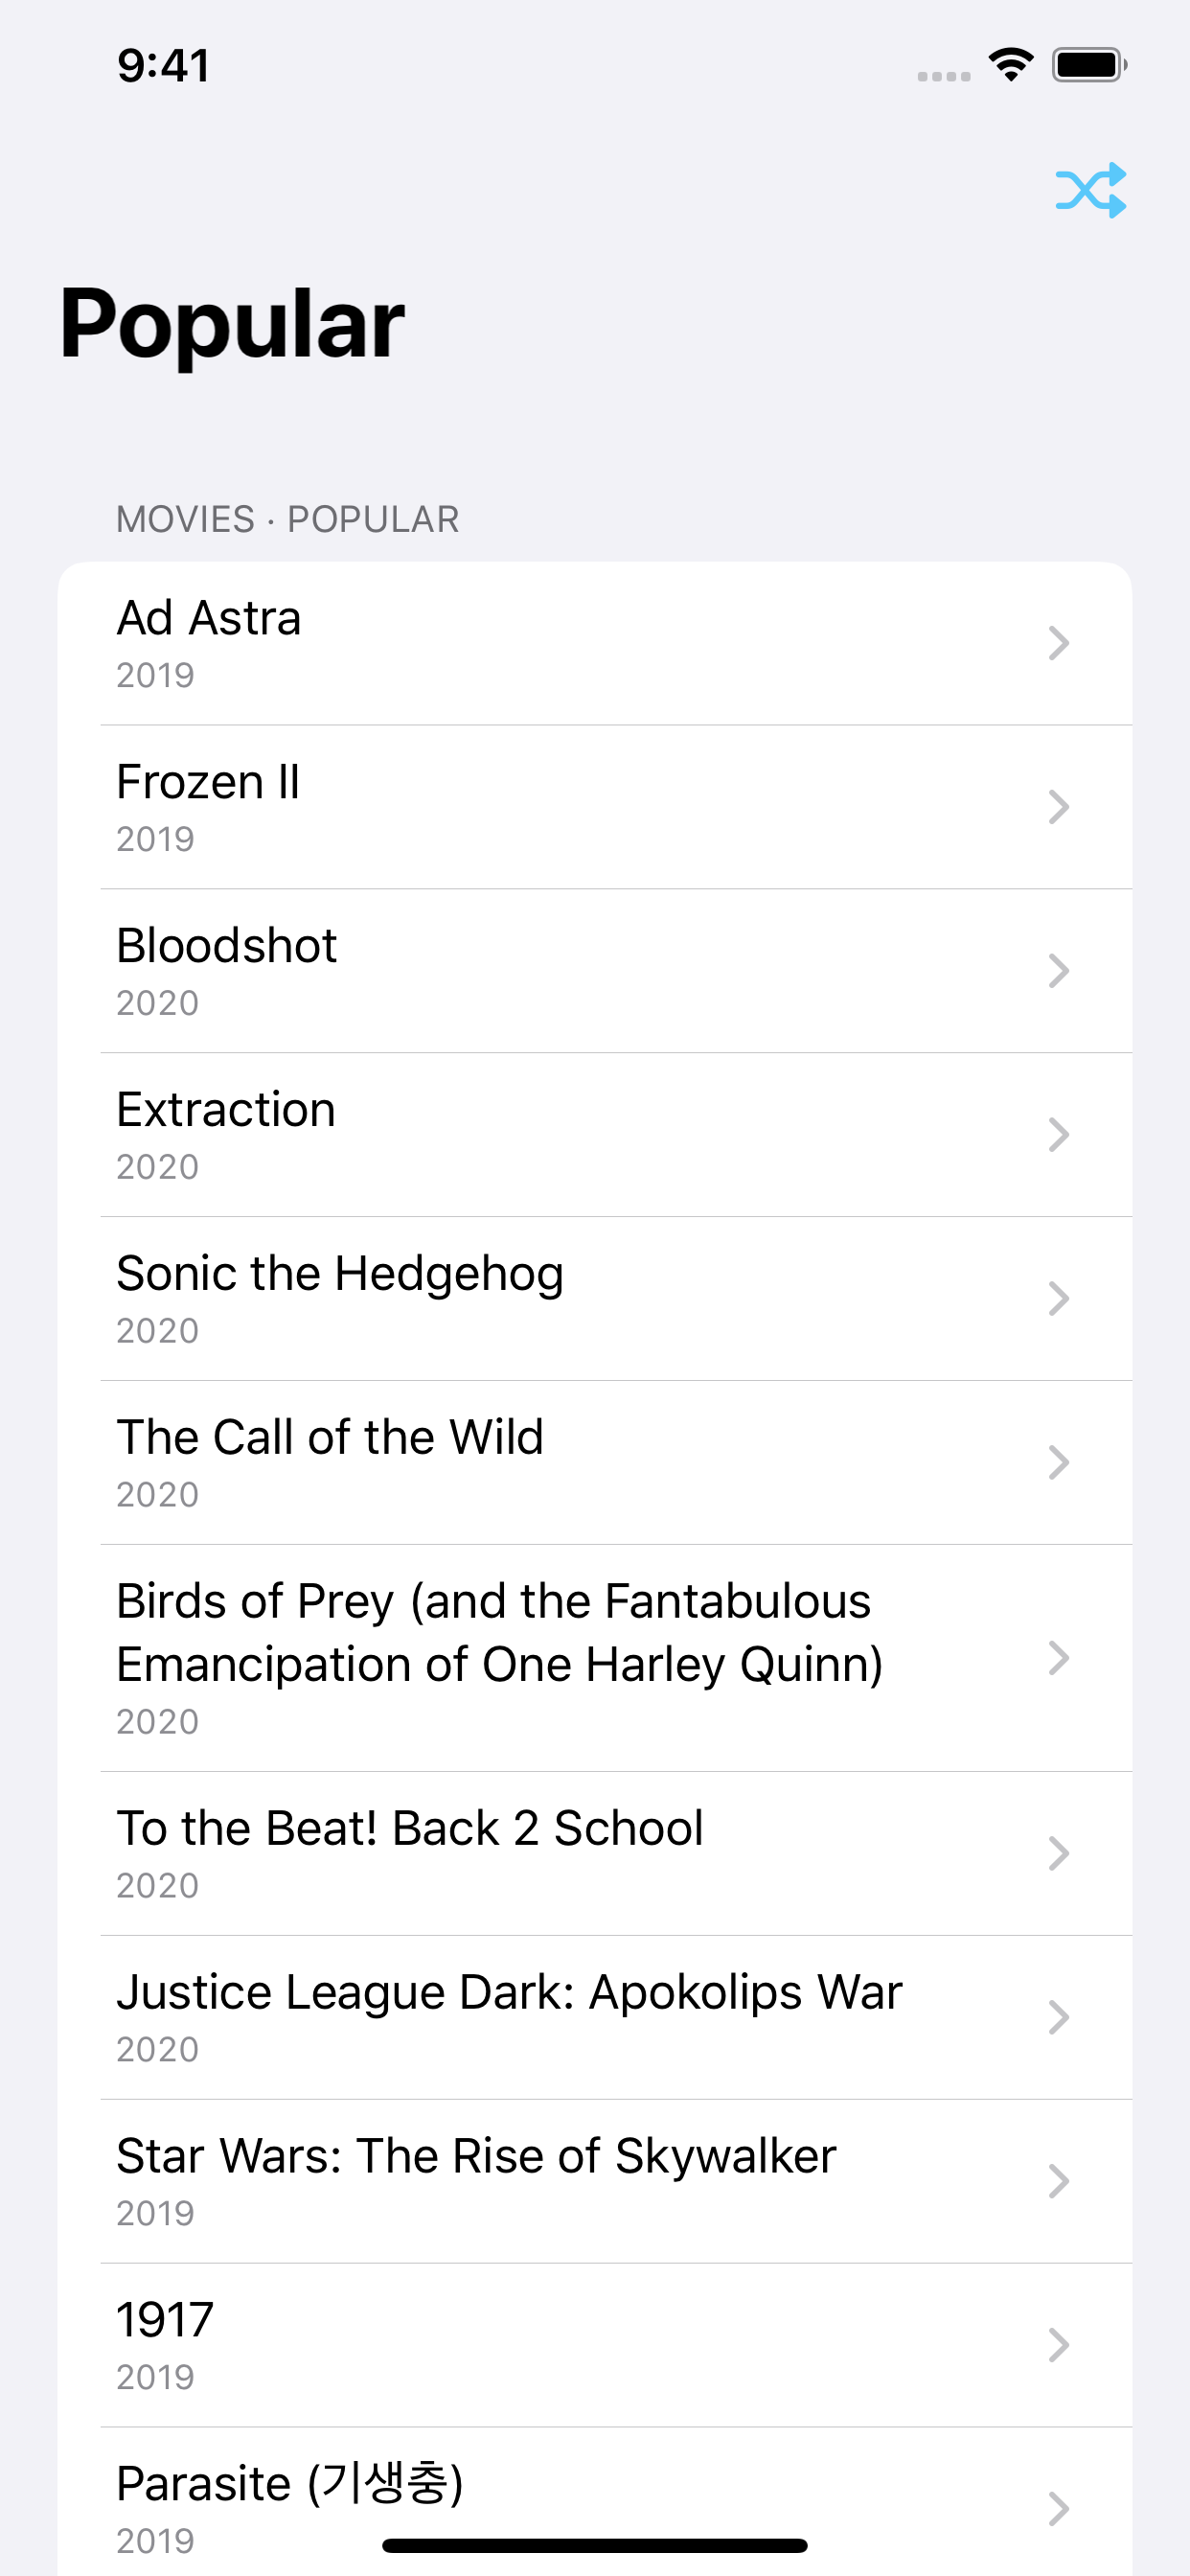 9:41
Popular
MOVIES · POPULAR
Ad Astra
2019
Frozen II
2019
Bloodshot
2020
Extraction
2020
Sonic the Hedgehog
2020
The Call of the Wild
2020
Birds of Prey (and the Fantabulous
Emancipation of One Harley Quinn)
2020
To the Beat! Back 2 School
2020
Justice League Dark: Apokolips War
2020
Star Wars: The Rise of Skywalker
2019
1917
2019
Parasite (기생충)
2019